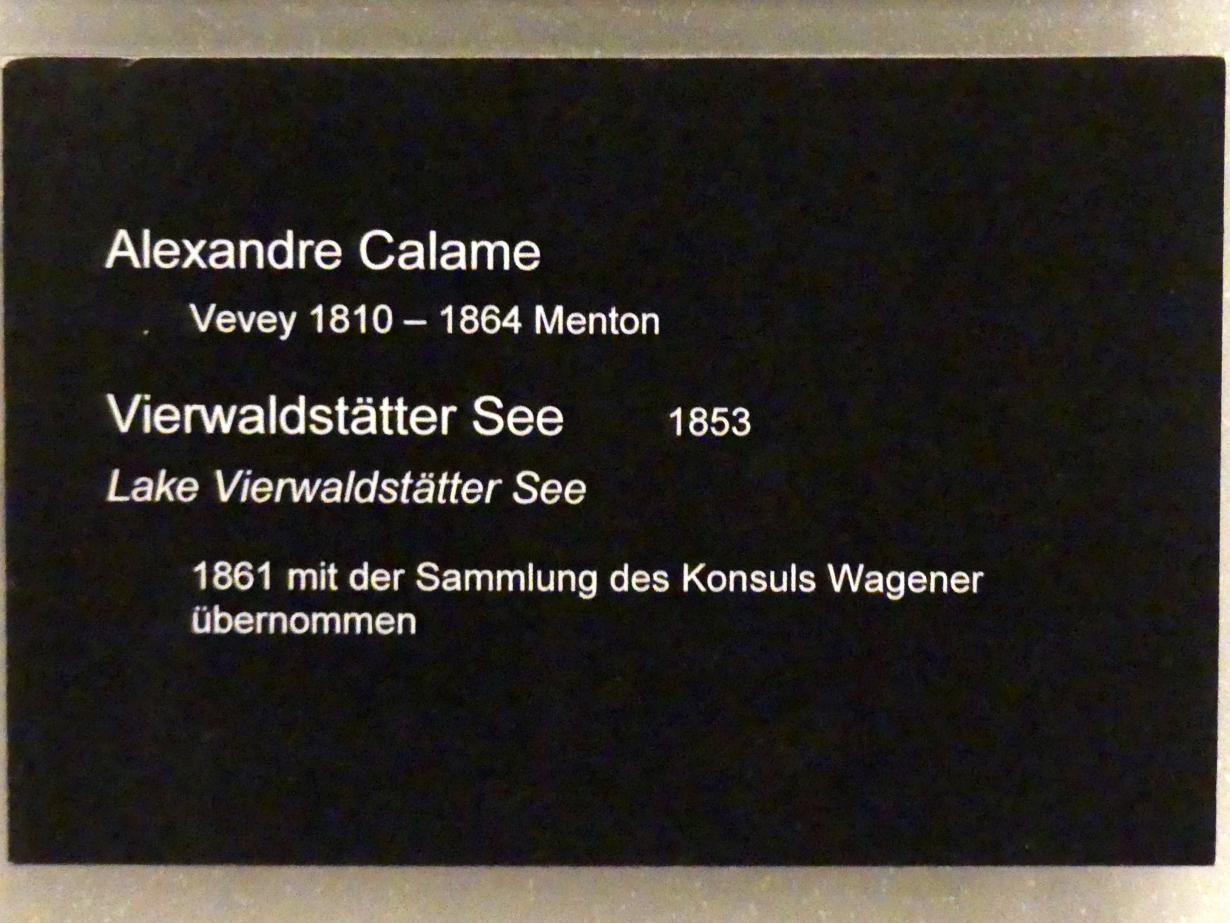 Alexandre Calame
Vevey 1810 – 1864 Menton
Vierwaldstätter See 1853
Lake Vierwaldstätter See
1861 mit der Sammlung des Konsuls Wagener
übernommen